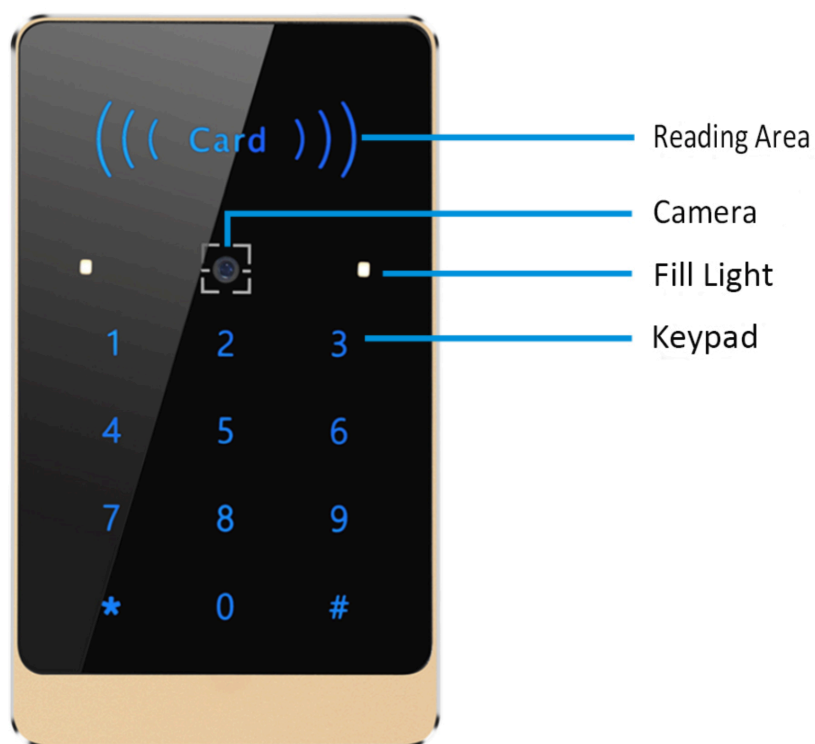 ((( Card )))
Reading Area
Camera
Fill Light
1 2 3
Keypad
4 5 6
7 8 9
* 0 #